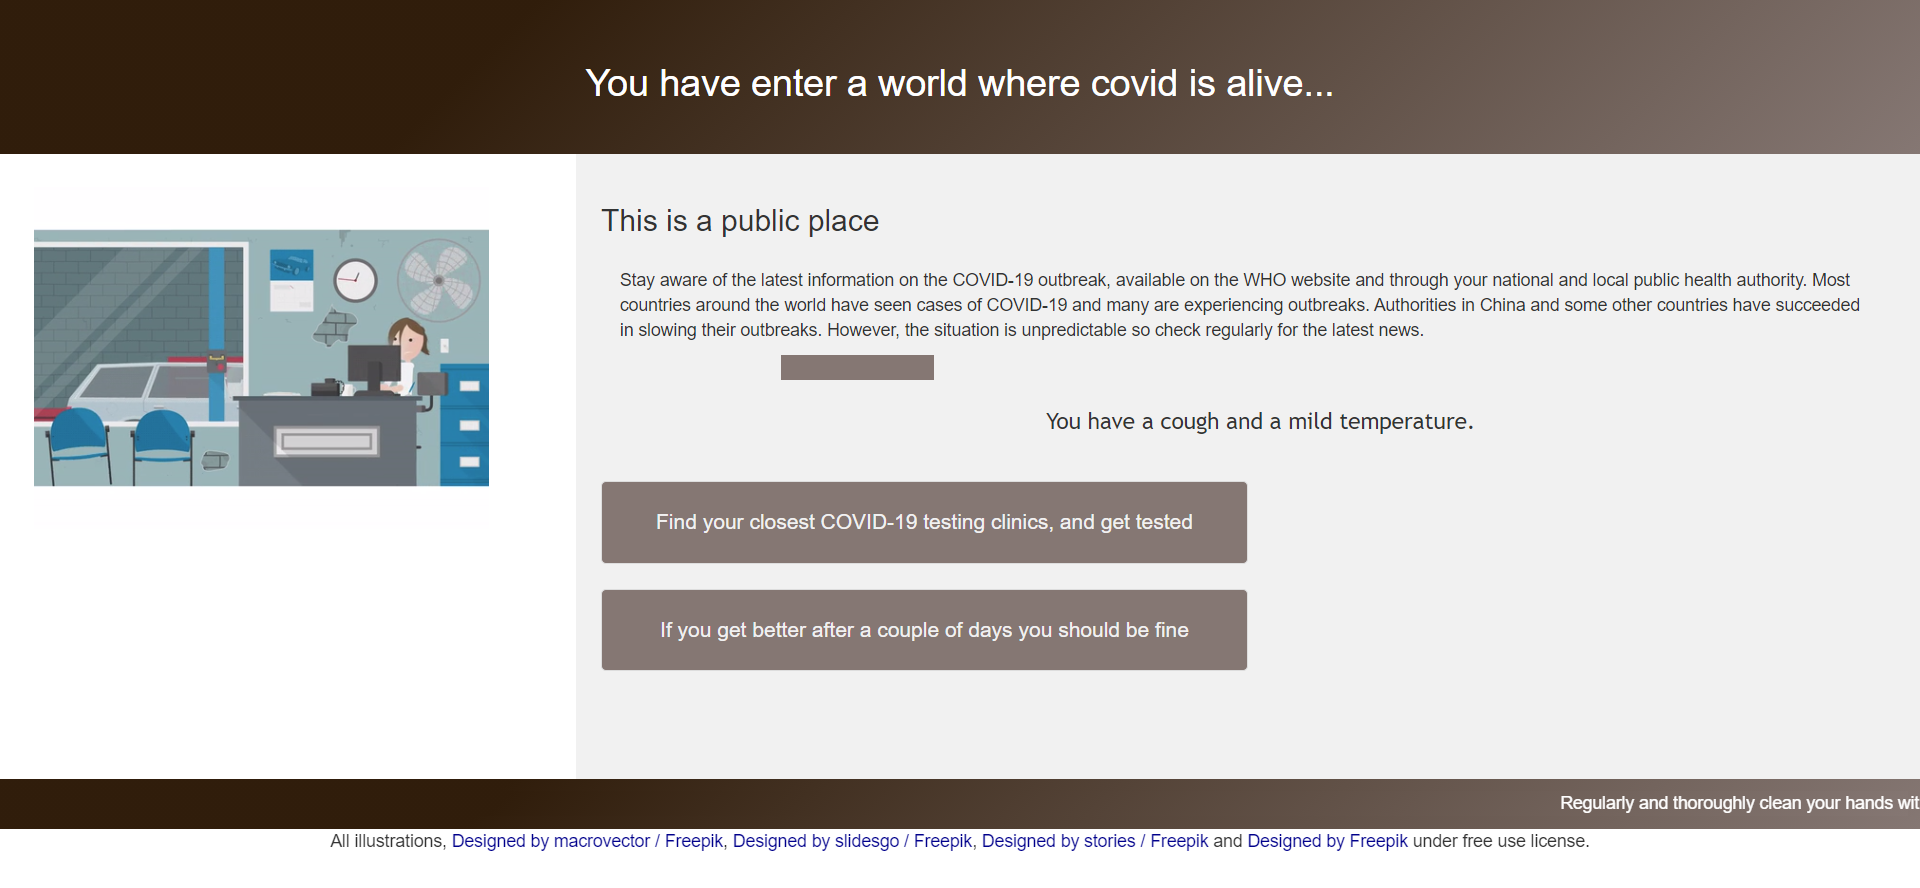 You have enter a world where covid is alive...
This is a public place
Stay aware of the latest information on the COVID-19 outbreak, available on the WHO website and through your national and local public health authority. Most
countries around the world have seen cases of COVID-19 and many are experiencing outbreaks. Authorities in China and some other countries have succeeded
in slowing their outbreaks. However, the situation is unpredictable so check regularly for the latest news.
You have a cough and a mild temperature.
Find your closest COVID-19 testing clinics, and get tested
If you get better after a couple of days you should be fine
Regularly and thoroughly clean your hands wit
All illustrations, Designed by macrovector / Freepik, Designed by slidesgo / Freepik, Designed by stories / Freepik and Designed by Freepik under free use license.